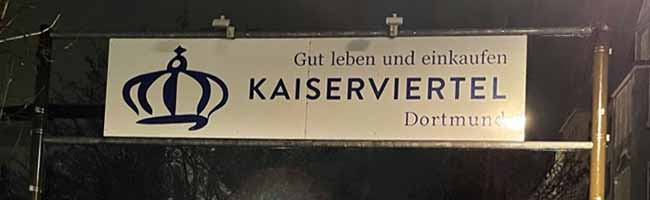 Gut leben und einkaufen
KAISERVIERTEL
Dortmund